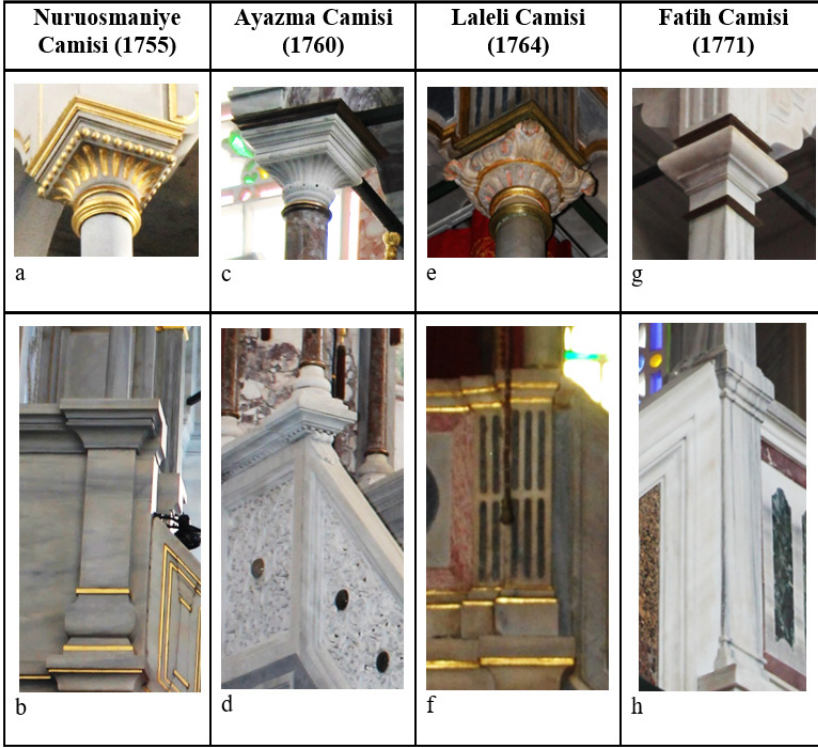 Nuruosmaniye
Camisi (1755)
Ayazma Camisi
(1760)
Laleli Camisi
(1764)
Fatih Camisi
(1771)
a
c
e
g
b
d
f
h